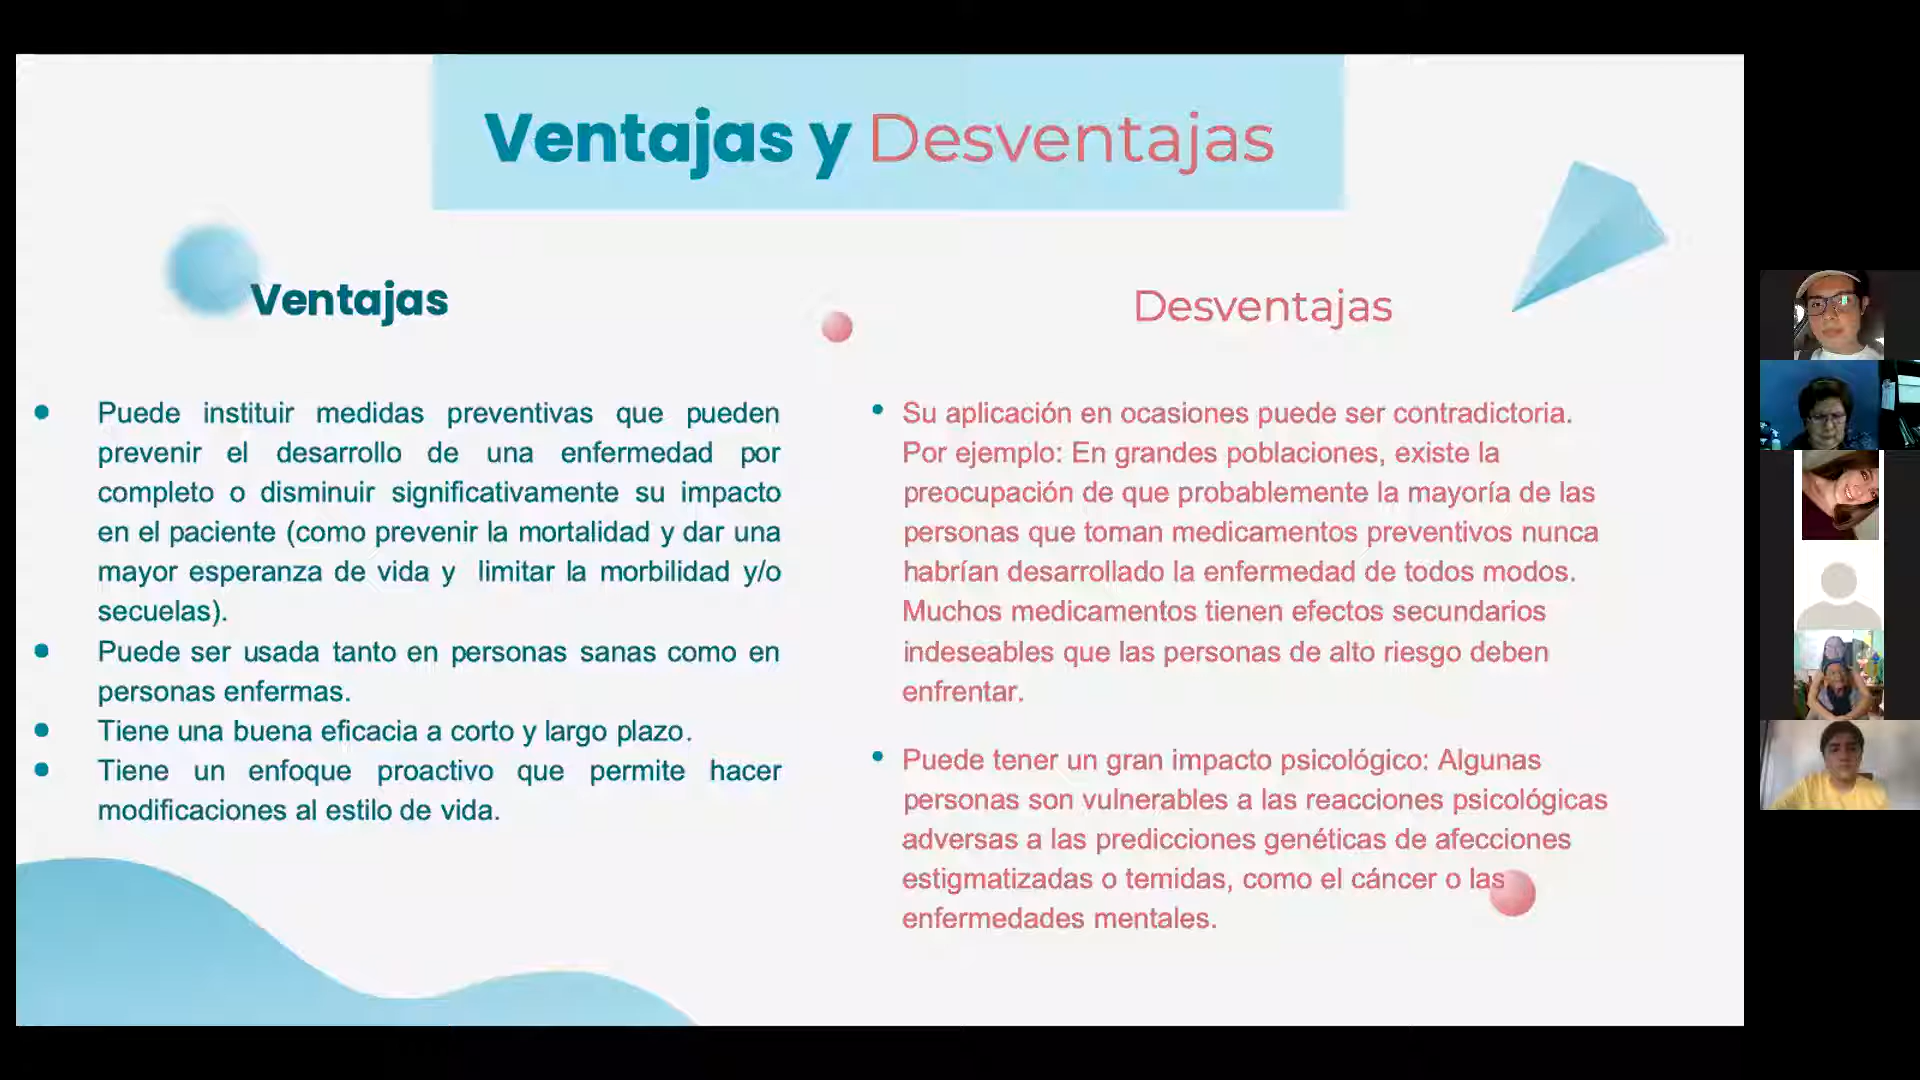 Ventajas y Desventajas
Ventajas
Puede instituir medidas preventivas que pueden
prevenir el desarrollo de una enfermedad por
completo o disminuir significativamente su impacto
en el paciente (como prevenir la mortalidad y dar una
mayor esperanza de vida y limitar la morbilidad y/o
secuelas).
Puede ser usada tanto en personas sanas como en
personas enfermas.
Tiene una buena eficacia a corto y largo plazo.
Tiene un enfoque proactivo que permite hacer
modificaciones al estilo de vida.
Desventajas
Su aplicación en ocasiones puede ser contradictoria.
Por ejemplo: En grandes poblaciones, existe la
preocupación de que probablemente la mayoría de las
personas que toman medicamentos preventivos nunca
habrían desarrollado la enfermedad de todos modos.
Muchos medicamentos tienen efectos secundarios
indeseables que las personas de alto riesgo deben
enfrentar.
Puede tener un gran impacto psicológico: Algunas
personas son vulnerables a las reacciones psicológicas
adversas a las predicciones genéticas de afecciones
estigmatizadas o temidas, como el cáncer o las
enfermedades mentales.